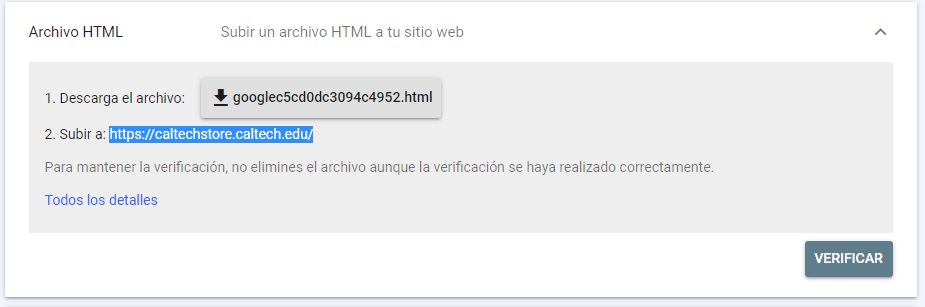 Archivo HTML Subir un archivo HTML a tu sitio web
1. Descarga el archivo: googlec5cd0dc3094c4952.html
2. Subir a: https://caltechstore.caltech.edu/
Para mantener la verificación, no elimines el archivo aunque la verificación se haya realizado correctamente.
Todos los detalles
VERIFICAR